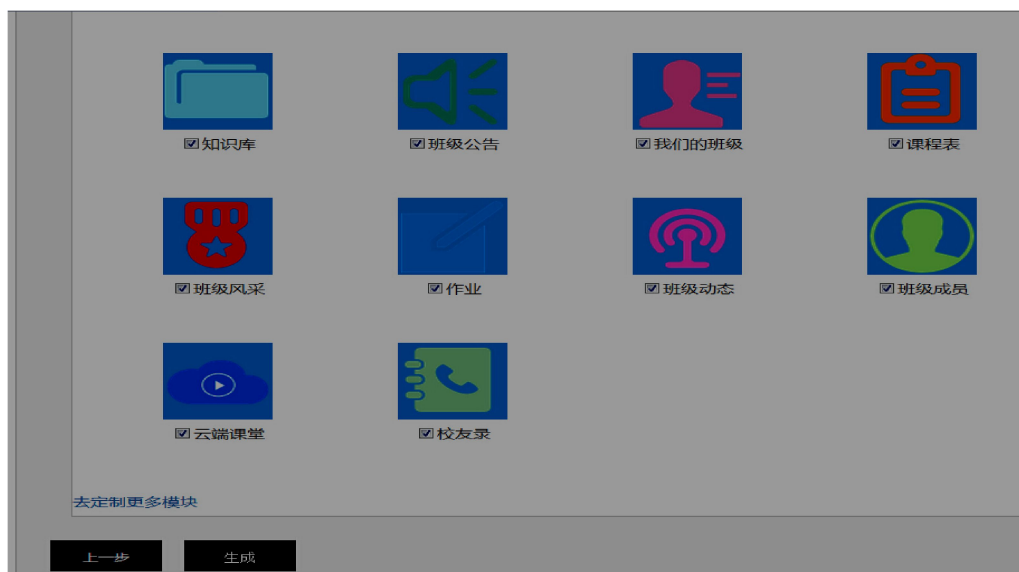 知识库
班级公告
我们的班级
课程表
班级风采
作业
班级动态
班级成员
云端课堂
校友录
去定制更多模块
上一步
生成